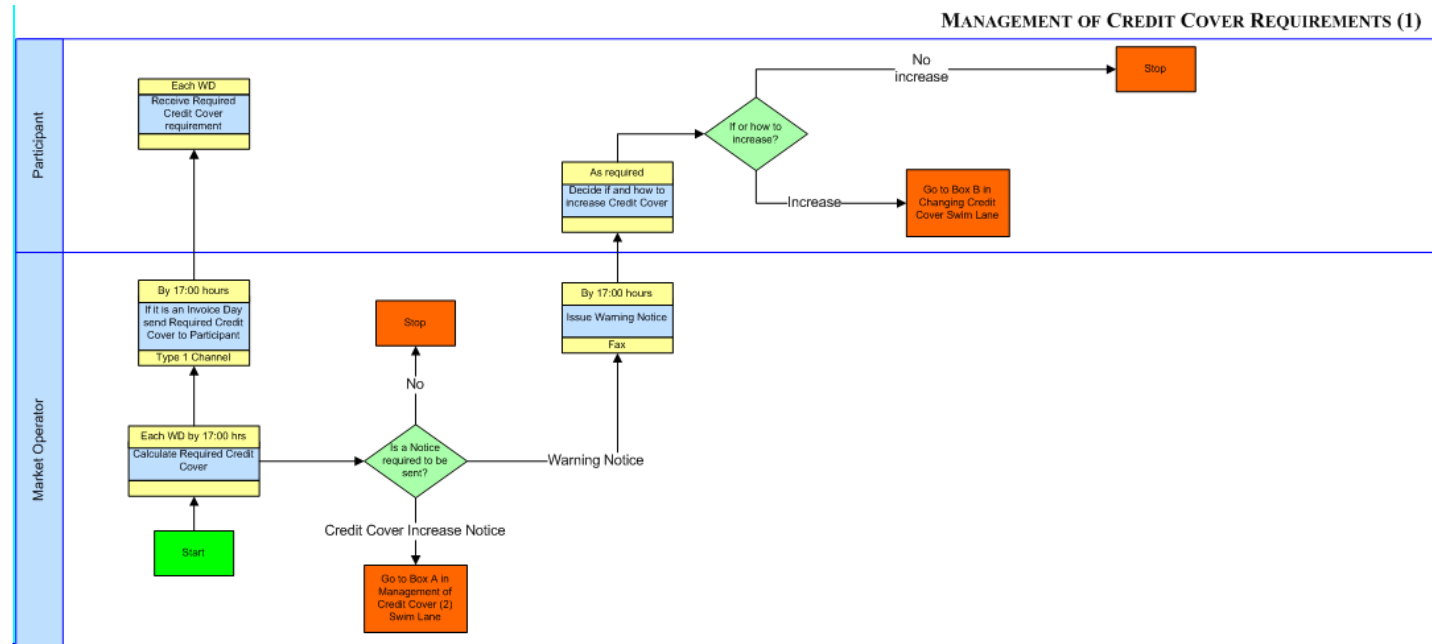 MANAGEMENT OF CREDIT COVER REQUIREMENTS (1)
Participant
Each WD
Receive Required
Credit Cover
requirement
No
increase
Stop
If or how to
increase?
As required
Decide if and how to
increase Credit Cover
Increase
Go to Box B in
Changing Credit
Cover Swim Lane
Market Operator
By 17:00 hours
If it is an Invoice Day
send Required Credit
Cover to Participant
Type 1 Channel
Stop
By 17:00 hours
Issue Warning Notice
Fax
No
Each WD by 17:00 hrs
Calculate Required Credit
Cover
Is a Notice
required to be
sent?
Warning Notice
Credit Cover Increase Notice
Start
Go to Box A in
Management of
Credit Cover (2)
Swim Lane